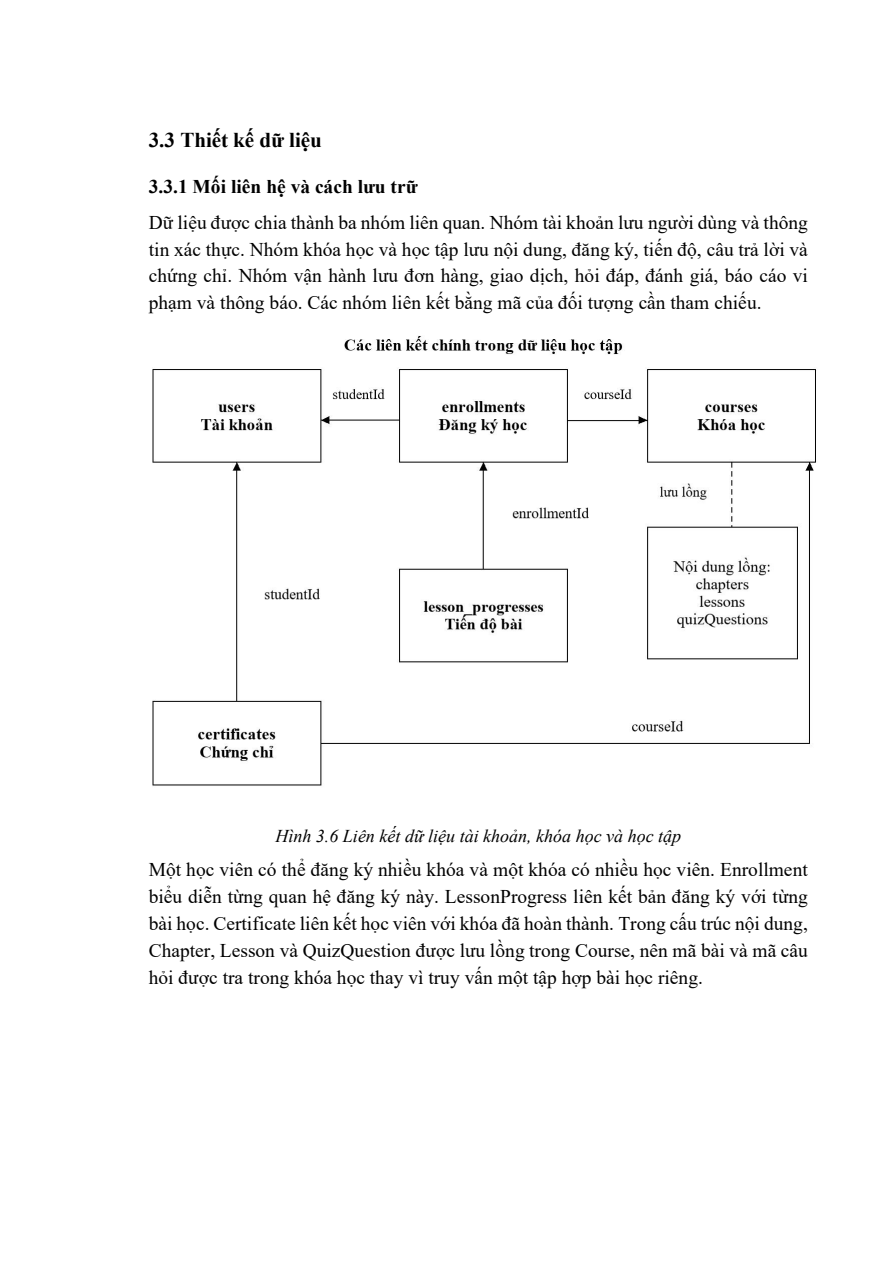 3.3 Thiết kế dữ liệu
3.3.1 Mối liên hệ và cách lưu trữ
Dữ liệu được chia thành ba nhóm liên quan. Nhóm tài khoản lưu người dùng và thông
tin xác thực. Nhóm khóa học và học tập lưu nội dung, đăng ký, tiến độ, câu trả lời và
chứng chỉ. Nhóm vận hành lưu đơn hàng, giao dịch, hỏi đáp, đánh giá, báo cáo vi
phạm và thông báo. Các nhóm liên kết bằng mã của đối tượng cần tham chiếu.
Các liên kết chính trong dữ liệu học tập
users
Tài khoản
studentId
enrollments
Đăng ký học
courseId
courses
Khóa học
lưu lồng
enrollmentId
Nội dung lồng:
chapters
lessons
quizQuestions
studentId
lesson_progresses
Tiến độ bài
certificates
Chứng chỉ
courseId
Hình 3.6 Liên kết dữ liệu tài khoản, khóa học và học tập
Một học viên có thể đăng ký nhiều khóa và một khóa có nhiều học viên. Enrollment
biểu diễn từng quan hệ đăng ký này. LessonProgress liên kết bản đăng ký với từng
bài học. Certificate liên kết học viên với khóa đã hoàn thành. Trong cấu trúc nội dung,
Chapter, Lesson và QuizQuestion được lưu lồng trong Course, nên mã bài và mã câu
hỏi được tra trong khóa học thay vì truy vấn một tập hợp bài học riêng.